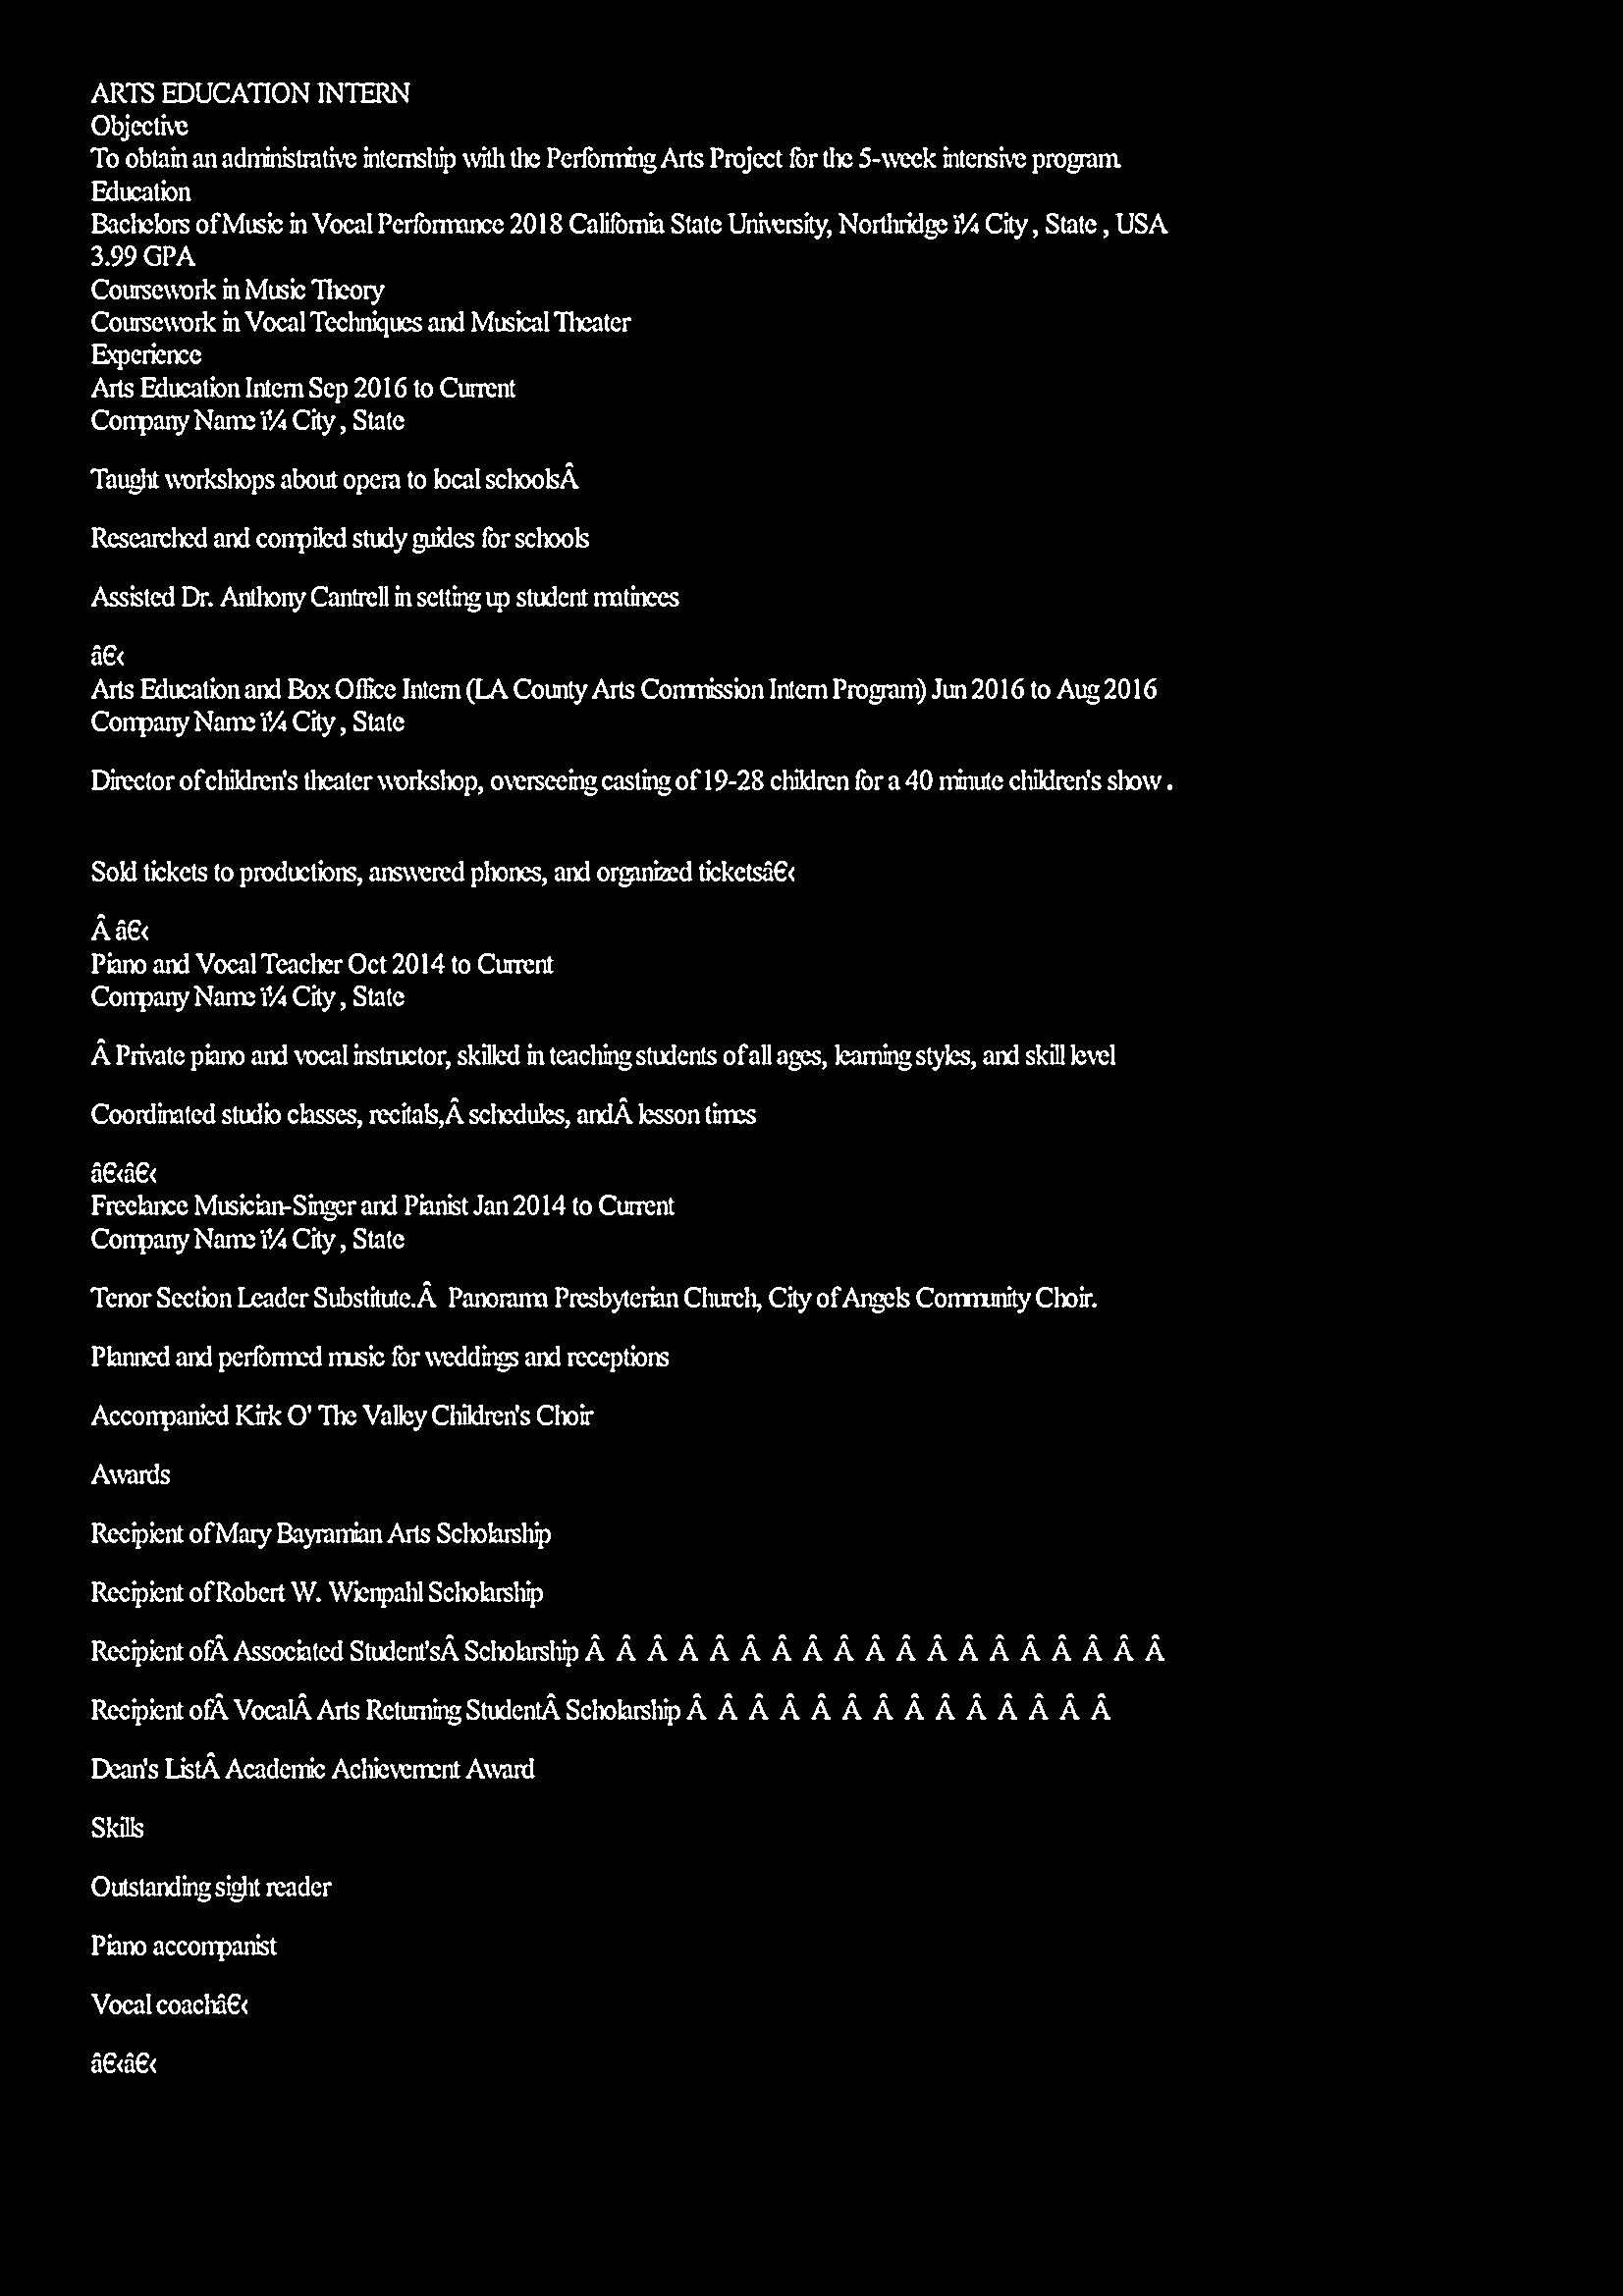 ARTS EDUCATION INTERN
Objective
To obtain an administrative internship with the Performing Arts Project for the 5-week intensive program.
Education
Bachelors of Music in Vocal Performance 2018 California State University, Northridge ï¼ City , State , USA
3.99 GPA
Coursework in Music Theory
Coursework in Vocal Techniques and Musical Theater
Experience
Arts Education Intern Sep 2016 to Current
Company Name ï¼ City , State
Taught workshops about opera to local schoolsÂ
Researched and compiled study guides for schools
Assisted Dr. Anthony Cantrell in setting up student matinees
â€‹
Arts Education and Box Office Intern (LA County Arts Commission Intern Program) Jun 2016 to Aug 2016
Company Name ï¼ City , State
Director of children's theater workshop, overseeing casting of 19-28 children for a 40 minute children's show .
Sold tickets to productions, answered phones, and organized ticketsâ€‹
Â â€‹
Piano and Vocal Teacher Oct 2014 to Current
Company Name ï¼ City , State
Â Private piano and vocal instructor, skilled in teaching students of all ages, learning styles, and skill level
Coordinated studio classes, recitals,Â schedules, andÂ lesson times
â€‹â€‹
Freelance Musician-Singer and Pianist Jan 2014 to Current
Company Name ï¼ City , State
Tenor Section Leader Substitute.Â  Panorama Presbyterian Church, City of Angels Community Choir.
Planned and performed music for weddings and receptions
Accompanied Kirk O' The Valley Children's Choir
Awards
Recipient of Mary Bayramian Arts Scholarship
Recipient of Robert W. Wienpahl Scholarship
Recipient ofÂ Associated Student'sÂ Scholarship Â Â Â Â Â Â Â Â Â Â Â Â Â Â Â Â Â Â Â
Recipient ofÂ VocalÂ Arts Returning StudentÂ Scholarship Â Â Â Â Â Â Â Â Â Â Â Â Â Â
Dean's ListÂ Academic Achievement Award
Skills
Outstanding sight reader
Piano accompanist
Vocal coachâ€‹
â€‹â€‹